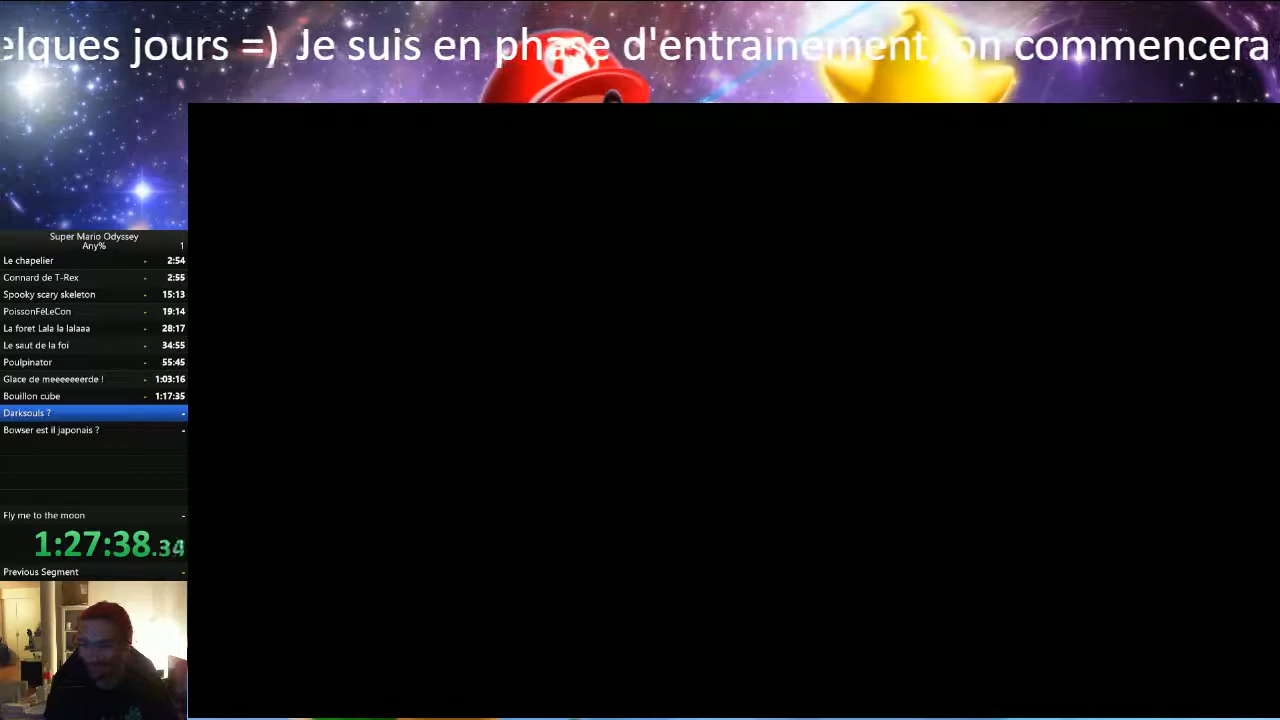 elques jours =) Je suis en phase d'entrainement, on commencera
Super Mario Odyssey
Any% 1
Le chapelier - 2:54
Connard de T-Rex - 2:55
Spooky scary skeleton - 15:13
PoissonFéLeCon - 19:14
La foret Lala la lalaaa - 28:17
Le saut de la foi - 34:55
Poulpinator - 55:45
Glace de meeeeeeerde ! - 1:03:16
Bouillon cube - 1:17:35
Darksouls ? -
Bowser est il japonais ? -
Fly me to the moon -
1:27:38.34
Previous Segment -